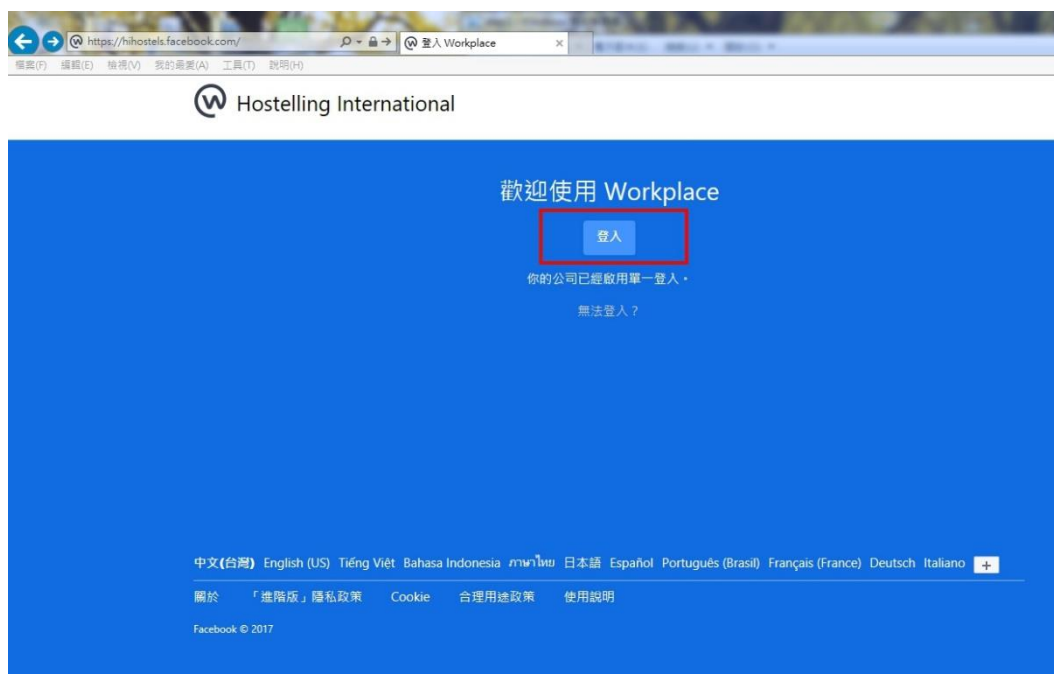 https://hihostels.facebook.com/
登入 Workplace
檔案(F) 編輯(E) 檢視(V) 我的最愛(A) 工具(T) 說明(H)
Hostelling International
歡迎使用 Workplace
登入
你的公司已經啟用單一登入。
無法登入？
中文(台灣) English (US) Tiếng Việt Bahasa Indonesia ภาษาไทย 日本語 Español Português (Brasil) Français (France) Deutsch Italiano +
關於 「進階版」隱私政策 Cookie 合理用途政策 使用說明
Facebook © 2017